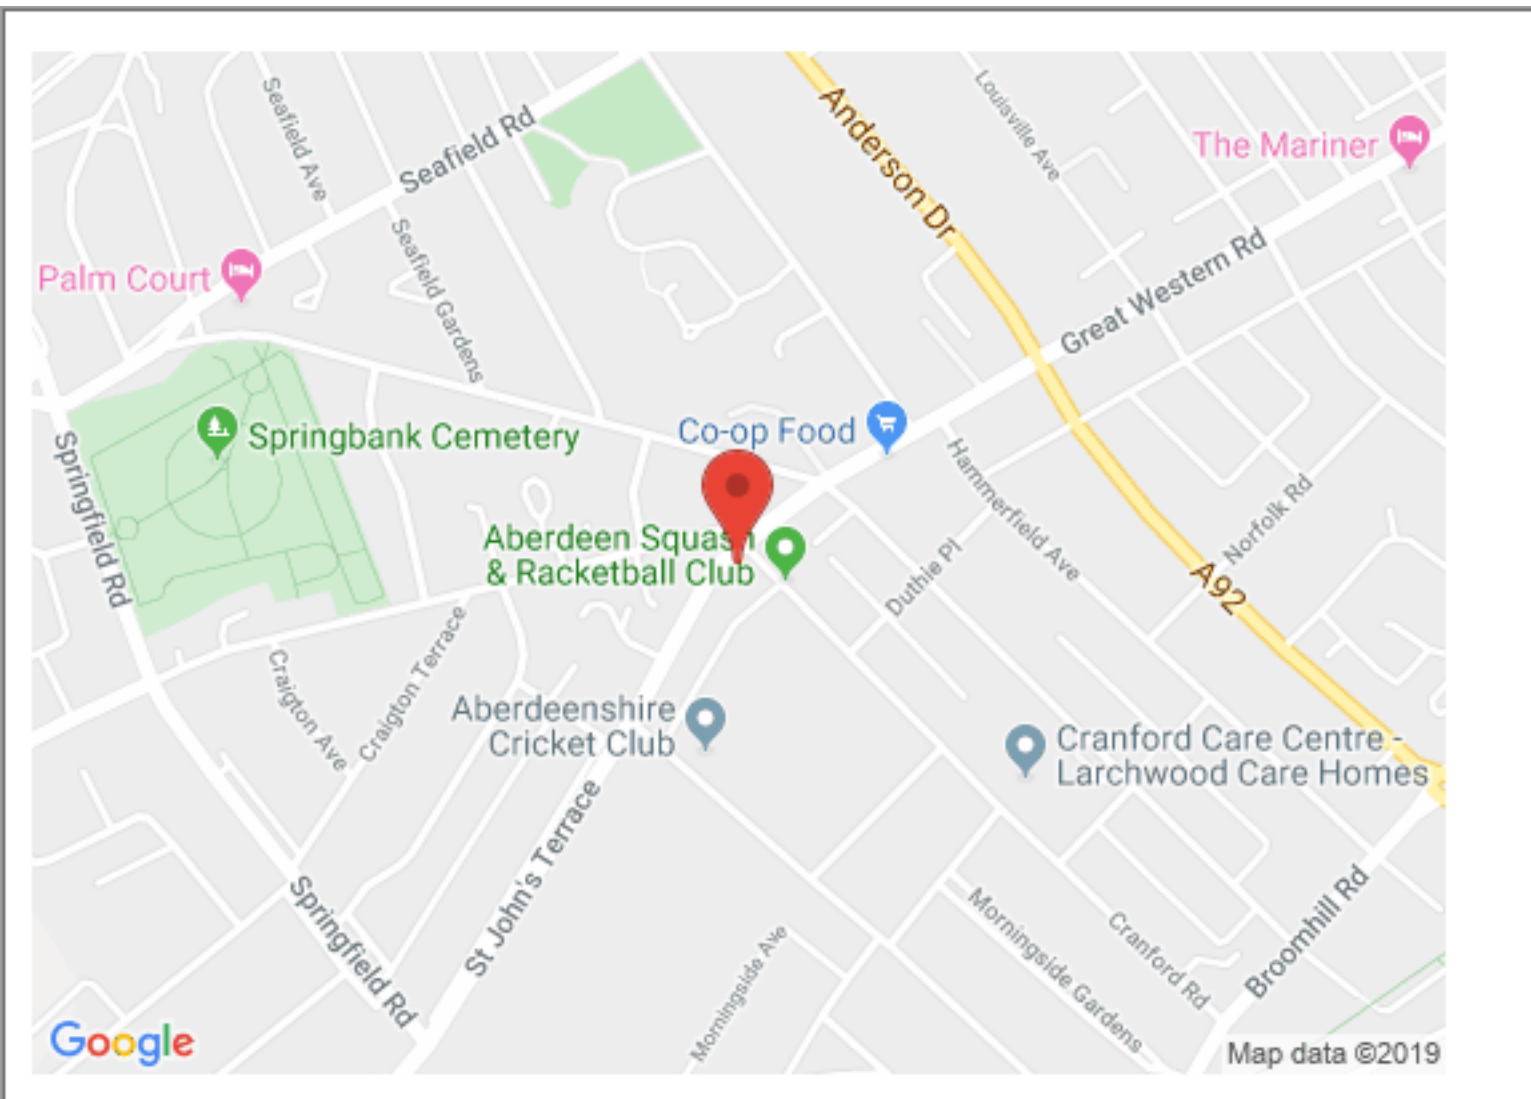 Seafield Ave
Seafield Rd
Anderson Dr
Louisville Ave
The Mariner
Palm Court
Seafield Gardens
Great Western Rd
Springbank Cemetery
Co-op Food
Springfield Rd
Hammerfield Ave
Norfolk Rd
Aberdeen Squash
& Racketball Club
Duthie Pl
A92
Craigton Ave
Craigton Terrace
Aberdeenshire
Cricket Club
Cranford Care Centre -
Larchwood Care Homes
St John's Terrace
Springfield Rd
Morningside Ave
Morningside Gardens
Cranford Rd
Broomhill Rd
Google
Map data ©2019